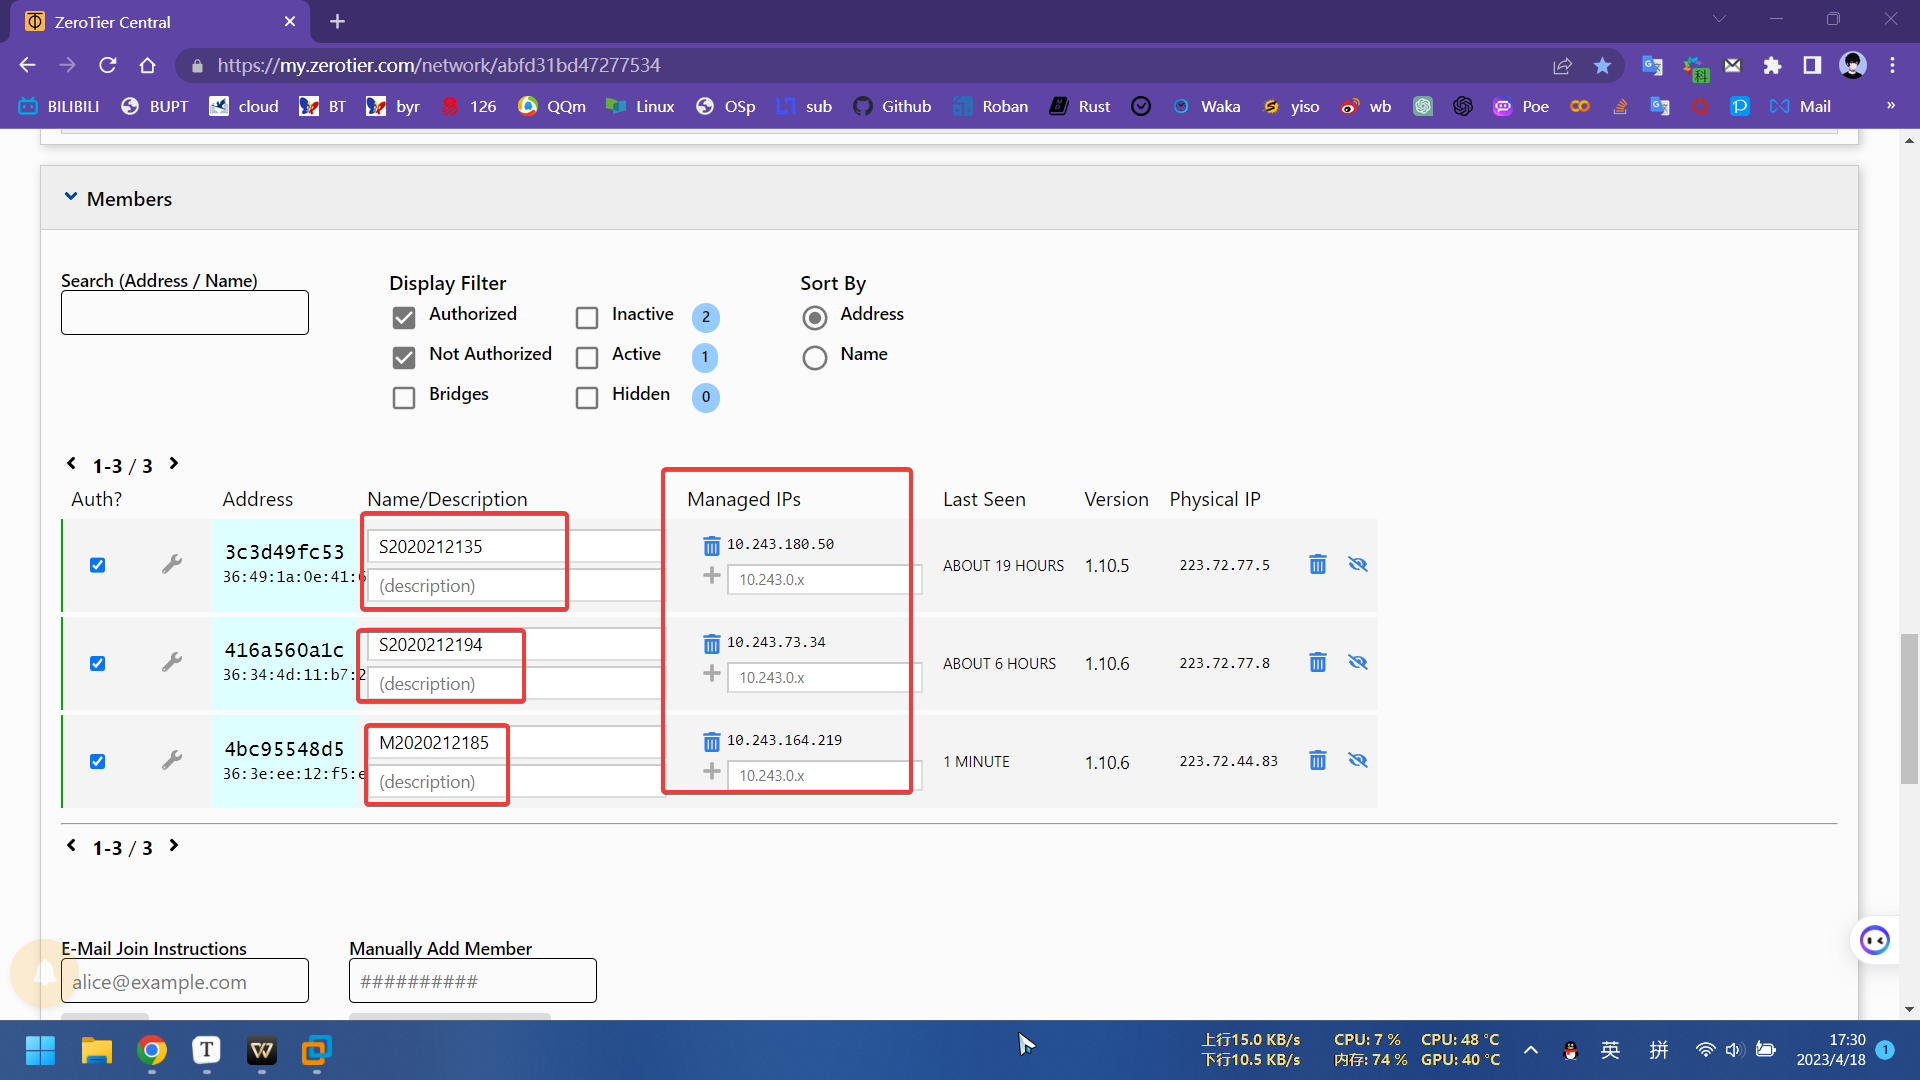 ZeroTier Central
https://my.zerotier.com/network/abfd31bd47277534
BILIBILI BUPT cloud BT byr 126 QQm Linux OSp sub Github Roban Rust Waka yiso wb Poe Mail »
Members
Search (Address / Name)
Display Filter
Sort By
Authorized Inactive 2
Address
Not Authorized Active 1
Name
Bridges Hidden 0
1-3 / 3
Auth? Address Name/Description Managed IPs Last Seen Version Physical IP
3c3d49fc53 S2020212135 10.243.180.50 ABOUT 19 HOURS 1.10.5 223.72.77.5
36:49:1a:0e:41:6 (description) 10.243.0.x
416a560a1c S2020212194 10.243.73.34 ABOUT 6 HOURS 1.10.6 223.72.77.8
36:34:4d:11:b7:2 (description) 10.243.0.x
4bc95548d5 M2020212185 10.243.164.219 1 MINUTE 1.10.6 223.72.44.83
36:3e:ee:12:f5:e (description) 10.243.0.x
1-3 / 3
E-Mail Join Instructions Manually Add Member
alice@example.com ##########
上行15.0 KB/s CPU: 7 % CPU: 48 °C
下行10.5 KB/s 内存: 74 % GPU: 40 °C
英 拼
17:30
2023/4/18
1